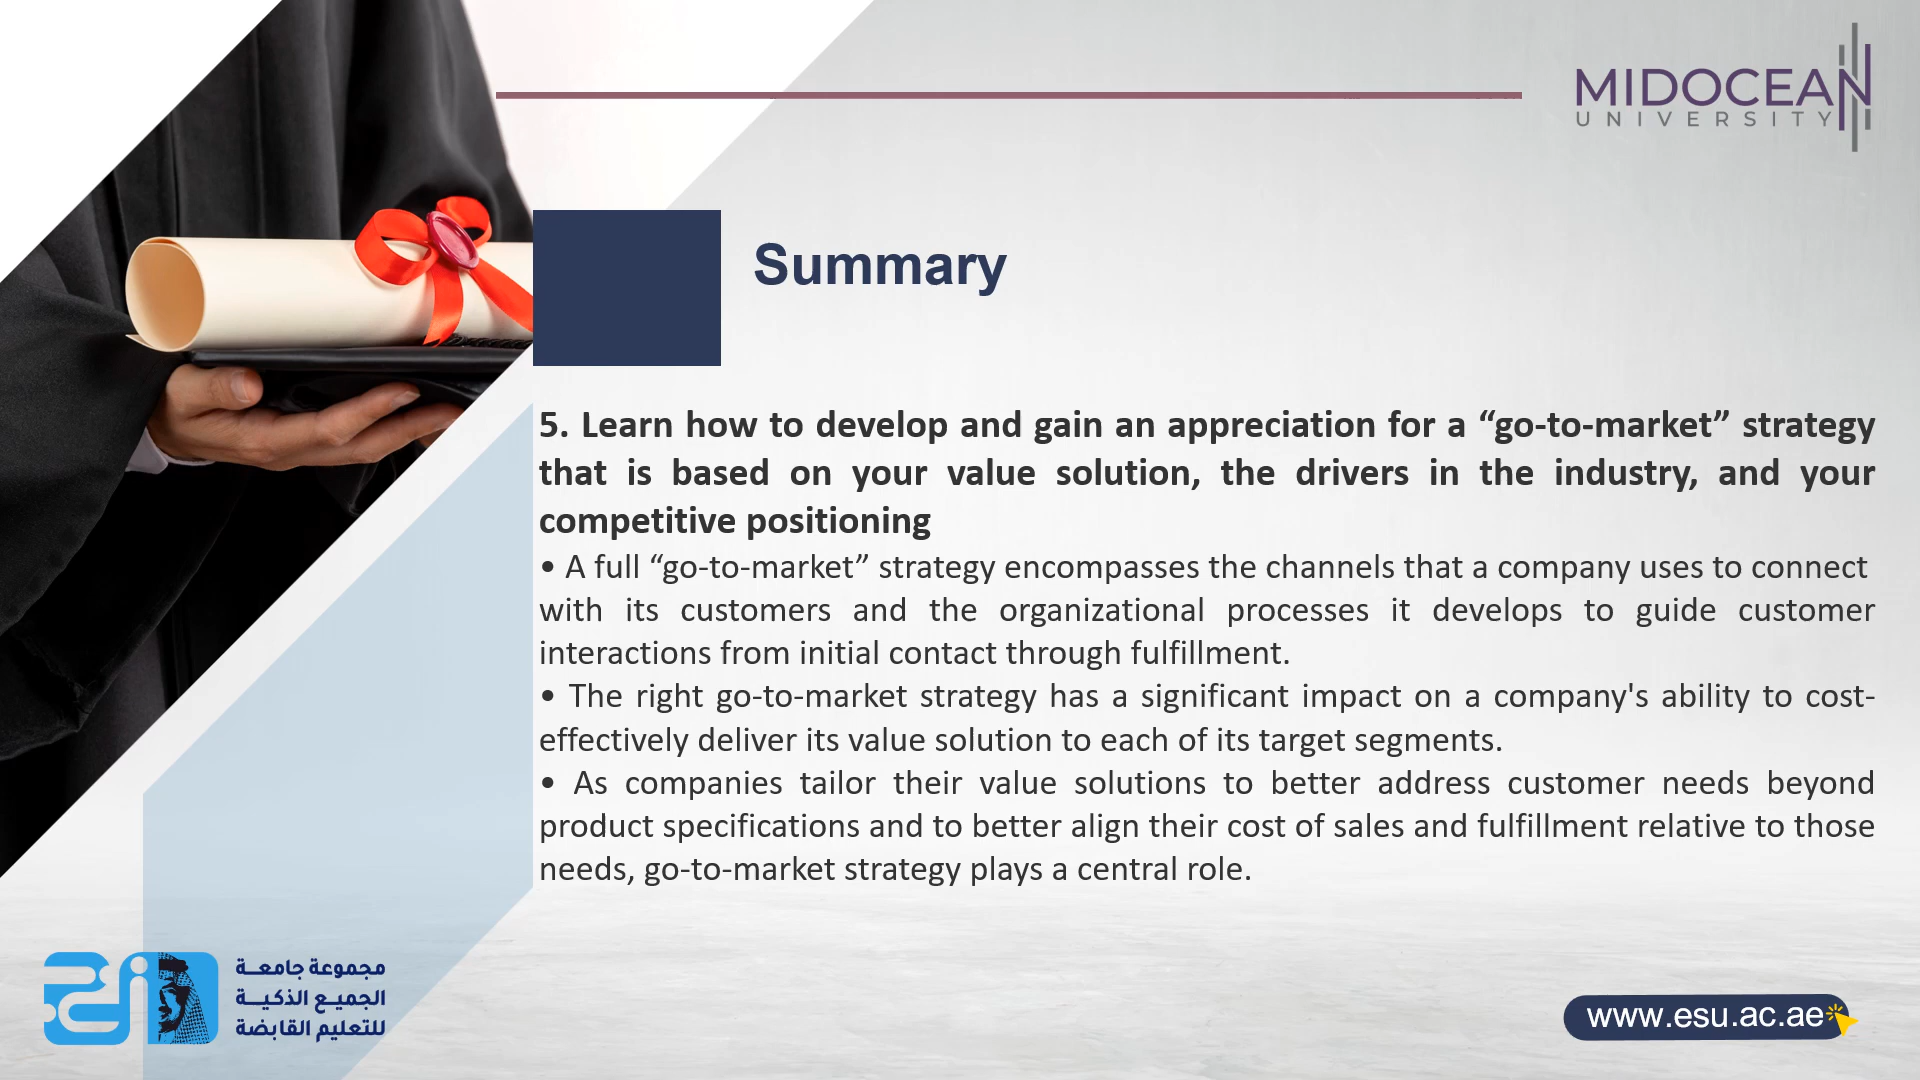 MIDOCEAN
UNIVERSITY
Summary
5. Learn how to develop and gain an appreciation for a “go-to-market” strategy
that is based on your value solution, the drivers in the industry, and your
competitive positioning
• A full “go-to-market” strategy encompasses the channels that a company uses to connect
with its customers and the organizational processes it develops to guide customer
interactions from initial contact through fulfillment.
• The right go-to-market strategy has a significant impact on a company's ability to cost-
effectively deliver its value solution to each of its target segments.
• As companies tailor their value solutions to better address customer needs beyond
product specifications and to better align their cost of sales and fulfillment relative to those
needs, go-to-market strategy plays a central role.
مجموعة جامعـــة
الجميـــع الذكيـــة
للتعليم القابضة
www.esu.ac.ae